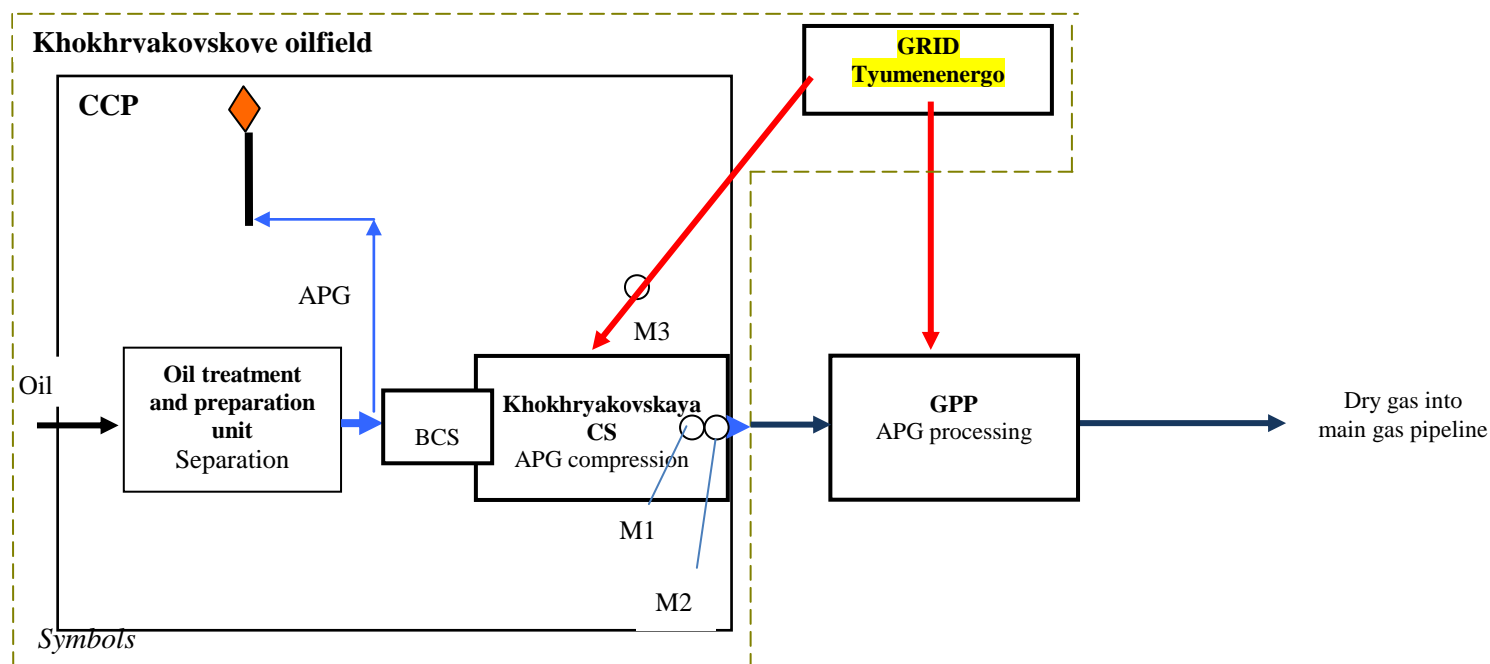 Khokhrvakovskove oilfield
GRID
Tyumenenergo
CCP
APG
M3
Oil
Oil treatment
and preparation
unit
Separation
BCS
Khokhryakovskaya
CS
APG compression
GPP
APG processing
Dry gas into
main gas pipeline
M1
M2
Symbols